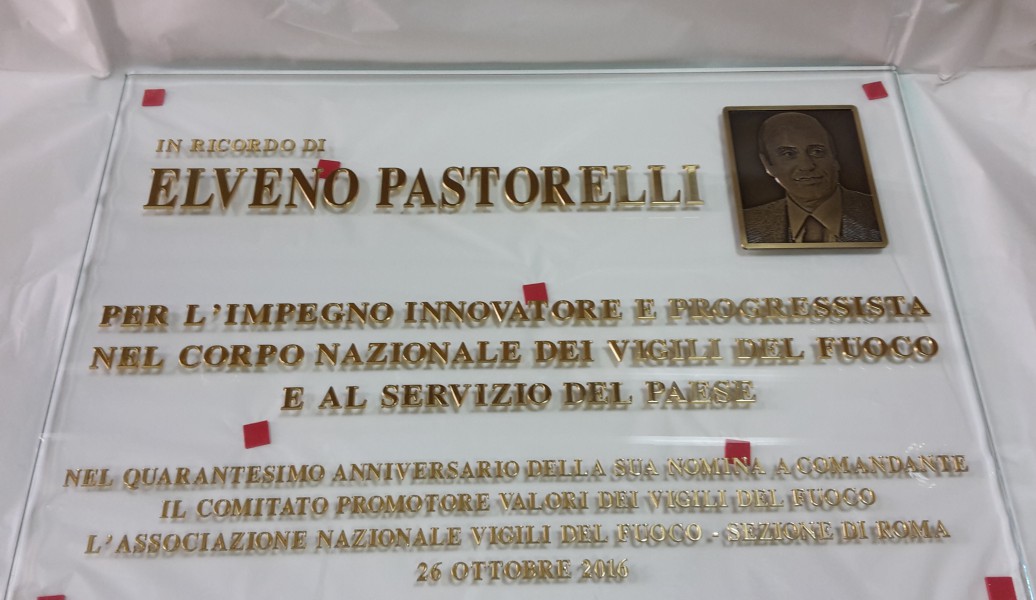 IN RICORDO DI
ELVENO PASTORELLI
PER L'IMPEGNO INNOVATORE E PROGRESSISTA
NEL CORPO NAZIONALE DEI VIGILI DEL FUOCO
E AL SERVIZIO DEL PAESE
NEL QUARANTESIMO ANNIVERSARIO DELLA SUA NOMINA A COMANDANTE
IL COMITATO PROMOTORE VALORI DEI VIGILI DEL FUOCO
L'ASSOCIAZIONE NAZIONALE VIGILI DEL FUOCO - SEZIONE DI ROMA
26 OTTOBRE 2016